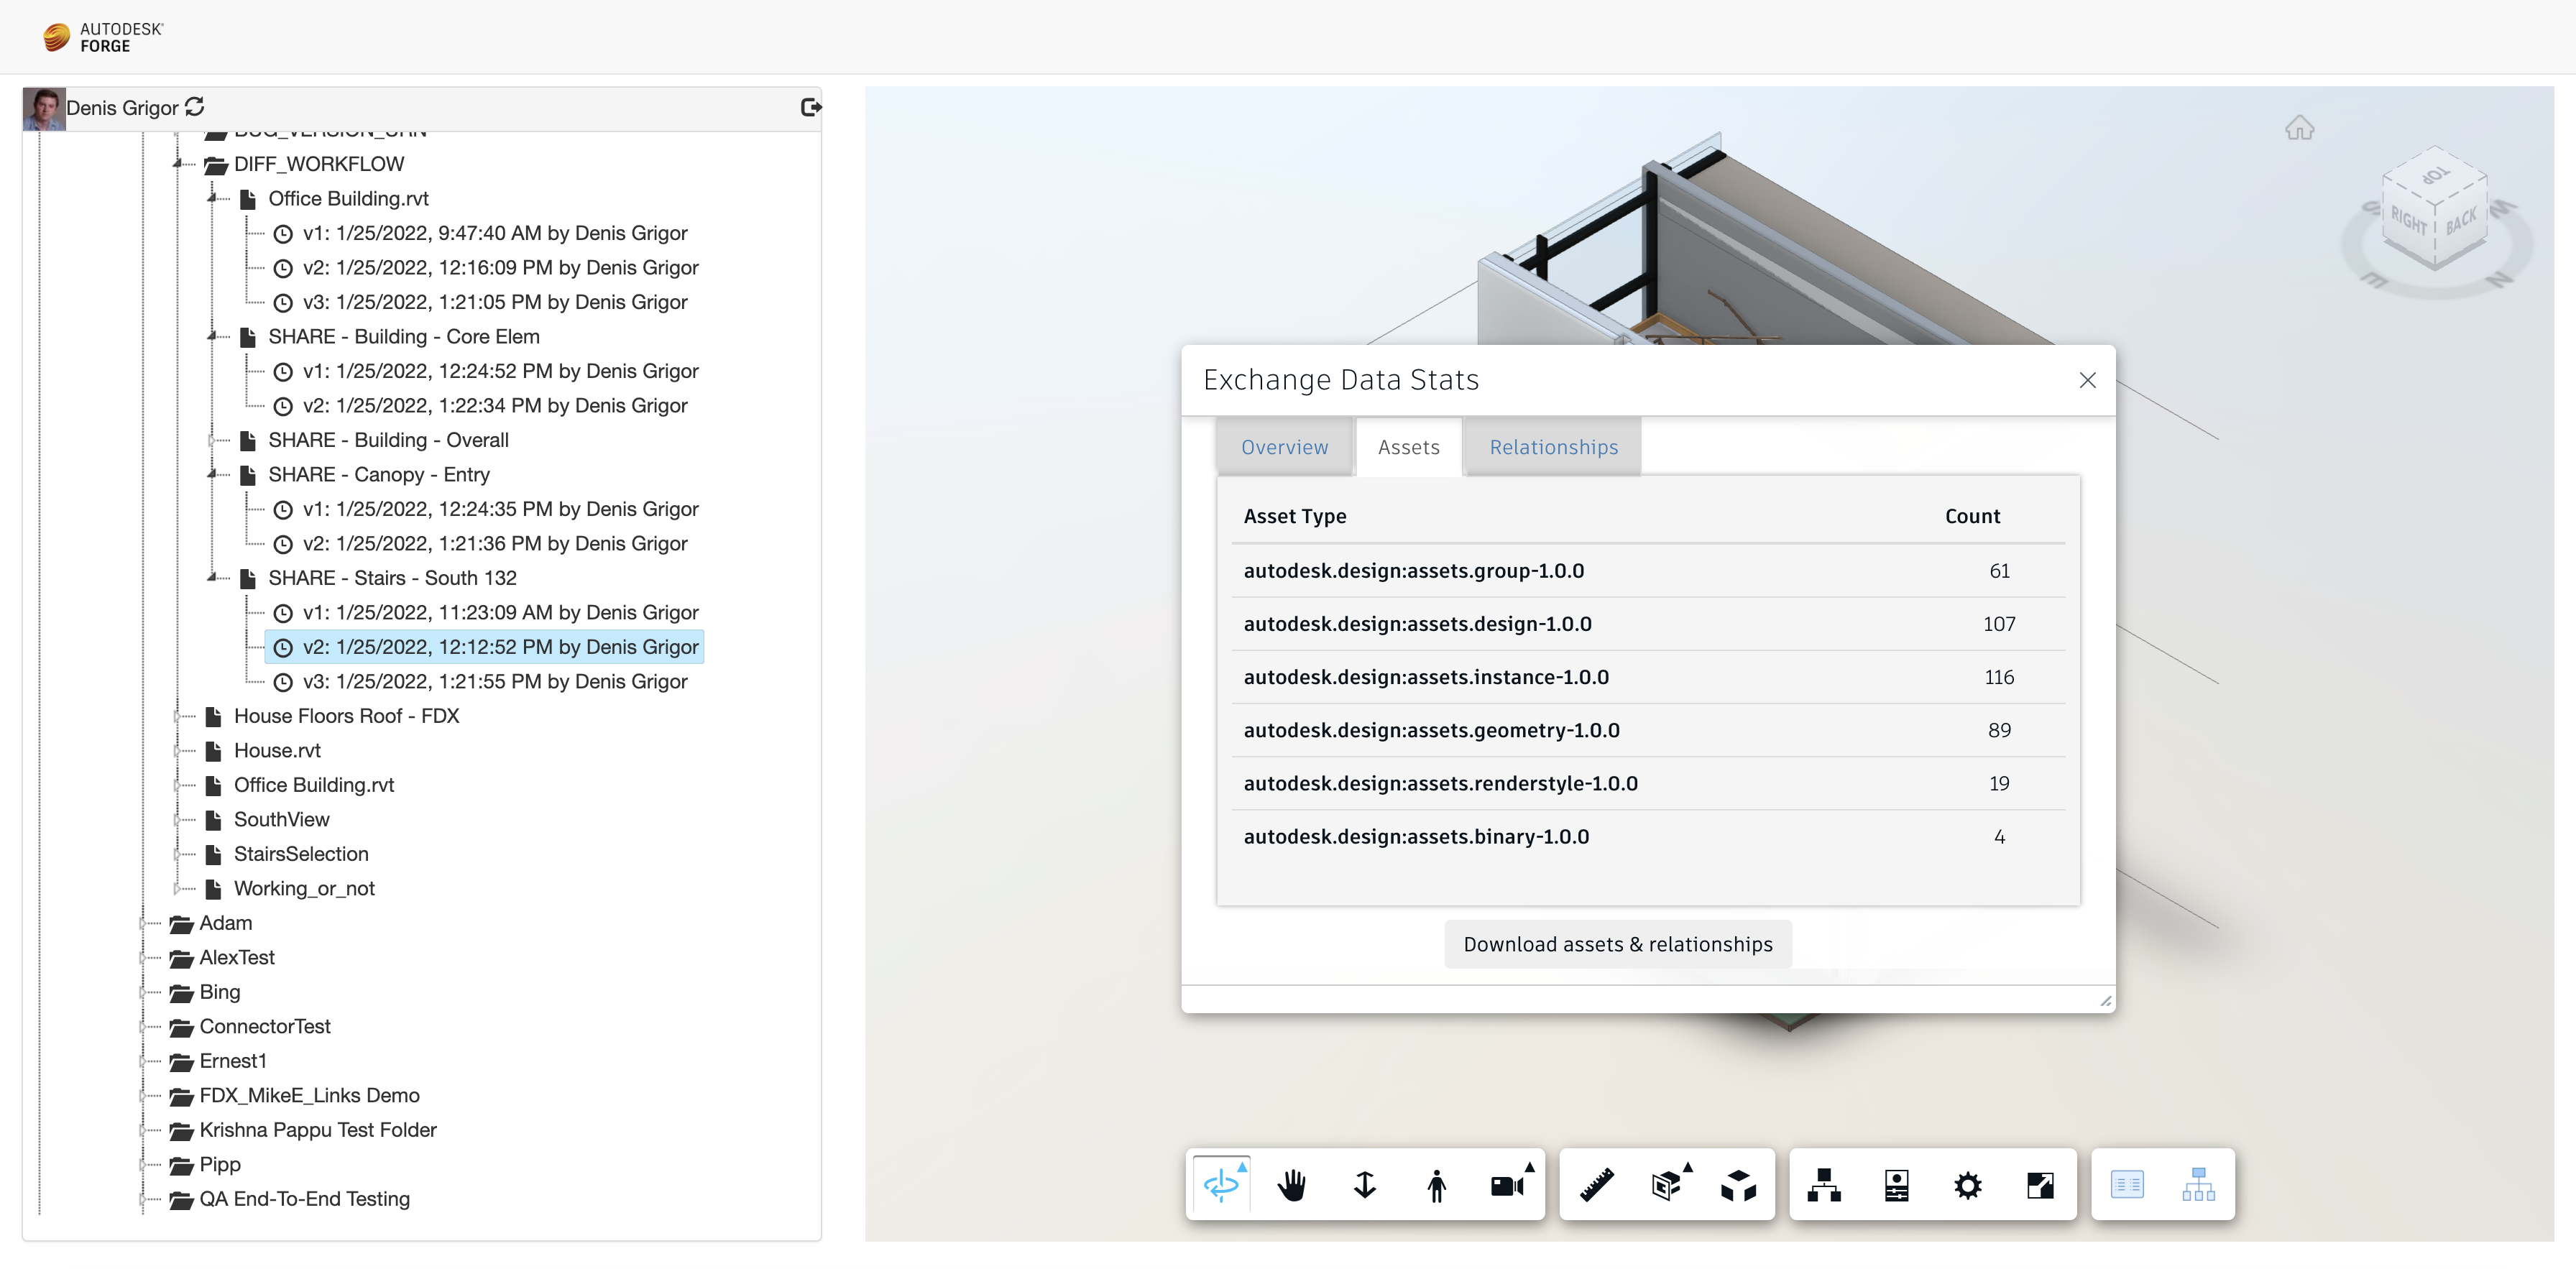 AUTODESK
FORGE
Denis Grigor
DIFF_WORKFLOW
Office Building.rvt
v1: 1/25/2022, 9:47:40 AM by Denis Grigor
v2: 1/25/2022, 12:16:09 PM by Denis Grigor
v3: 1/25/2022, 1:21:05 PM by Denis Grigor
SHARE - Building - Core Elem
v1: 1/25/2022, 12:24:52 PM by Denis Grigor
v2: 1/25/2022, 1:22:34 PM by Denis Grigor
SHARE - Building - Overall
SHARE - Canopy - Entry
v1: 1/25/2022, 12:24:35 PM by Denis Grigor
v2: 1/25/2022, 1:21:36 PM by Denis Grigor
SHARE - Stairs - South 132
v1: 1/25/2022, 11:23:09 AM by Denis Grigor
v2: 1/25/2022, 12:12:52 PM by Denis Grigor
v3: 1/25/2022, 1:21:55 PM by Denis Grigor
House Floors Roof - FDX
House.rvt
Office Building.rvt
SouthView
StairsSelection
Working_or_not
Adam
AlexTest
Bing
ConnectorTest
Ernest1
FDX_MikeE_Links Demo
Krishna Pappu Test Folder
Pipp
QA End-To-End Testing
TOP
RIGHT BACK
E N
Exchange Data Stats
Overview Assets Relationships
Asset Type Count
autodesk.design:assets.group-1.0.0 61
autodesk.design:assets.design-1.0.0 107
autodesk.design:assets.instance-1.0.0 116
autodesk.design:assets.geometry-1.0.0 89
autodesk.design:assets.renderstyle-1.0.0 19
autodesk.design:assets.binary-1.0.0 4
Download assets & relationships